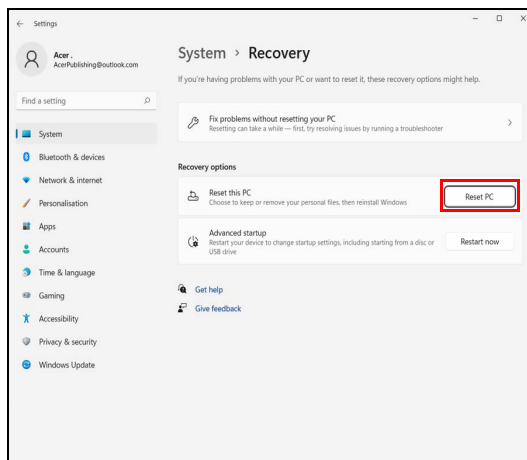 Settings
Acer .
AcerPublishing@outlook.com
Find a setting
System
Bluetooth & devices
Network & internet
Personalisation
Apps
Accounts
Time & language
Gaming
Accessibility
Privacy & security
Windows Update
System > Recovery
If you're having problems with your PC or want to reset it, these recovery options might help.
Fix problems without resetting your PC
Resetting can take a while — first, try resolving issues by running a troubleshooter
Recovery options
Reset this PC
Choose to keep or remove your personal files, then reinstall Windows
Reset PC
Advanced startup
Restart your device to change startup settings, including starting from a disc or
USB drive
Restart now
Get help
Give feedback